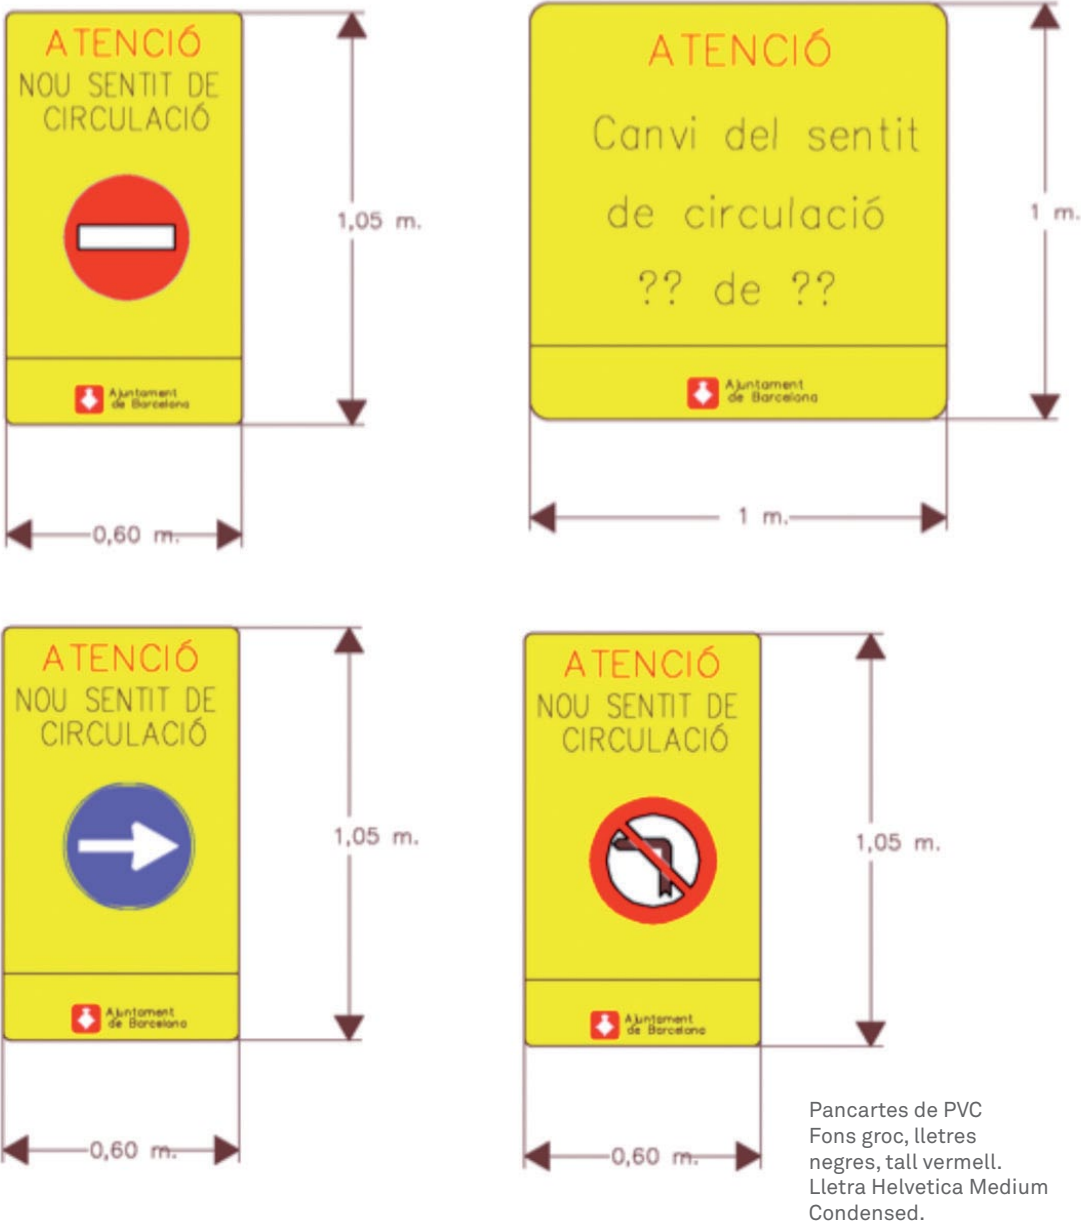 ATENCIÓ
NOU SENTIT DE
CIRCULACIÓ
Ajuntament
de Barcelona
1,05 m.
0,60 m.
ATENCIÓ
Canvi del sentit
de circulació
?? de ??
Ajuntament
de Barcelona
1 m.
1 m.
ATENCIÓ
NOU SENTIT DE
CIRCULACIÓ
Ajuntament
de Barcelona
1,05 m.
0,60 m.
ATENCIÓ
NOU SENTIT DE
CIRCULACIÓ
Ajuntament
de Barcelona
1,05 m.
0,60 m.
Pancartes de PVC
Fons groc, lletres
negres, tall vermell.
Lletra Helvetica Medium
Condensed.